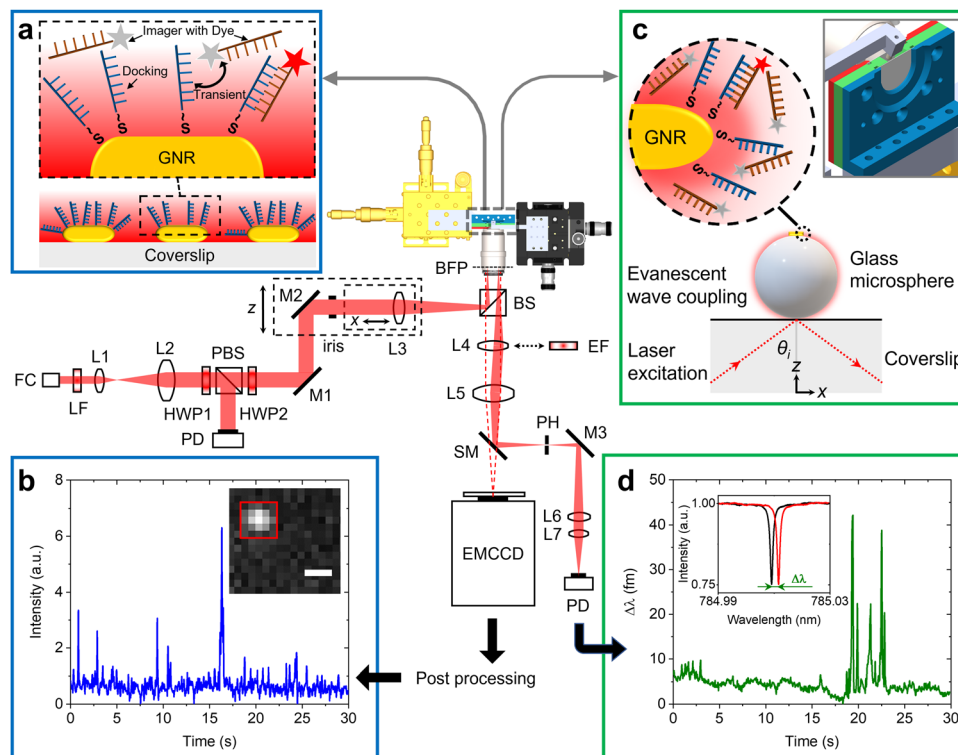 a
Imager with Dye
Docking
Transient
~S
~S
~S
~S
GNR
Coverslip
c
GNR
S~
S~
S~
S~
Evanescent
wave coupling
Glass
microsphere
Laser
excitation
θi
z
x
Coverslip
BFP
BS
M2
z
x
iris
L3
L4
EF
L1
L2
PBS
FC
LF
HWP1
HWP2
M1
PD
L5
SM
PH
M3
L6
L7
EMCCD
PD
Post processing
b
8
6
4
2
0
Intensity (a.u.)
0
5
10
15
20
25
30
Time (s)
d
50
40
30
20
10
0
Δλ (fm)
0
5
10
15
20
25
30
Time (s)
1.00
0.75
Intensity (a.u.)
Δλ
784.99
785.03
Wavelength (nm)